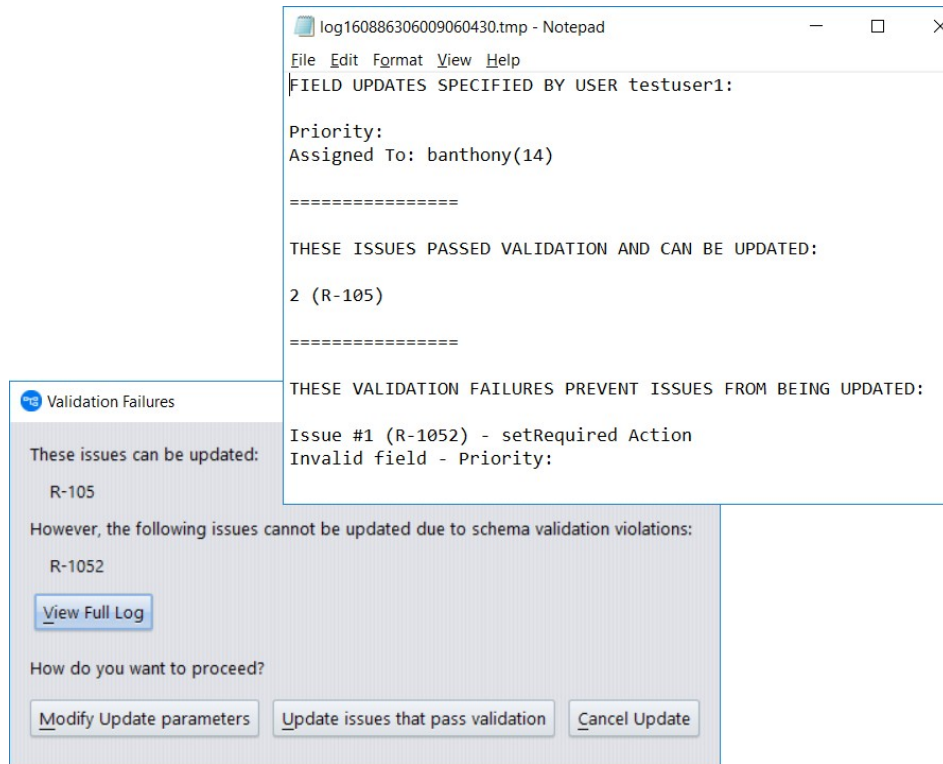 log160886306009060430.tmp - Notepad
File Edit Format View Help
FIELD UPDATES SPECIFIED BY USER testuser1:
Priority:
Assigned To: banthony(14)
================
THESE ISSUES PASSED VALIDATION AND CAN BE UPDATED:
2 (R-105)
================
THESE VALIDATION FAILURES PREVENT ISSUES FROM BEING UPDATED:
Issue #1 (R-1052) - setRequired Action
Invalid field - Priority:
Validation Failures
These issues can be updated:
R-105
However, the following issues cannot be updated due to schema validation violations:
R-1052
View Full Log
How do you want to proceed?
Modify Update parameters Update issues that pass validation Cancel Update